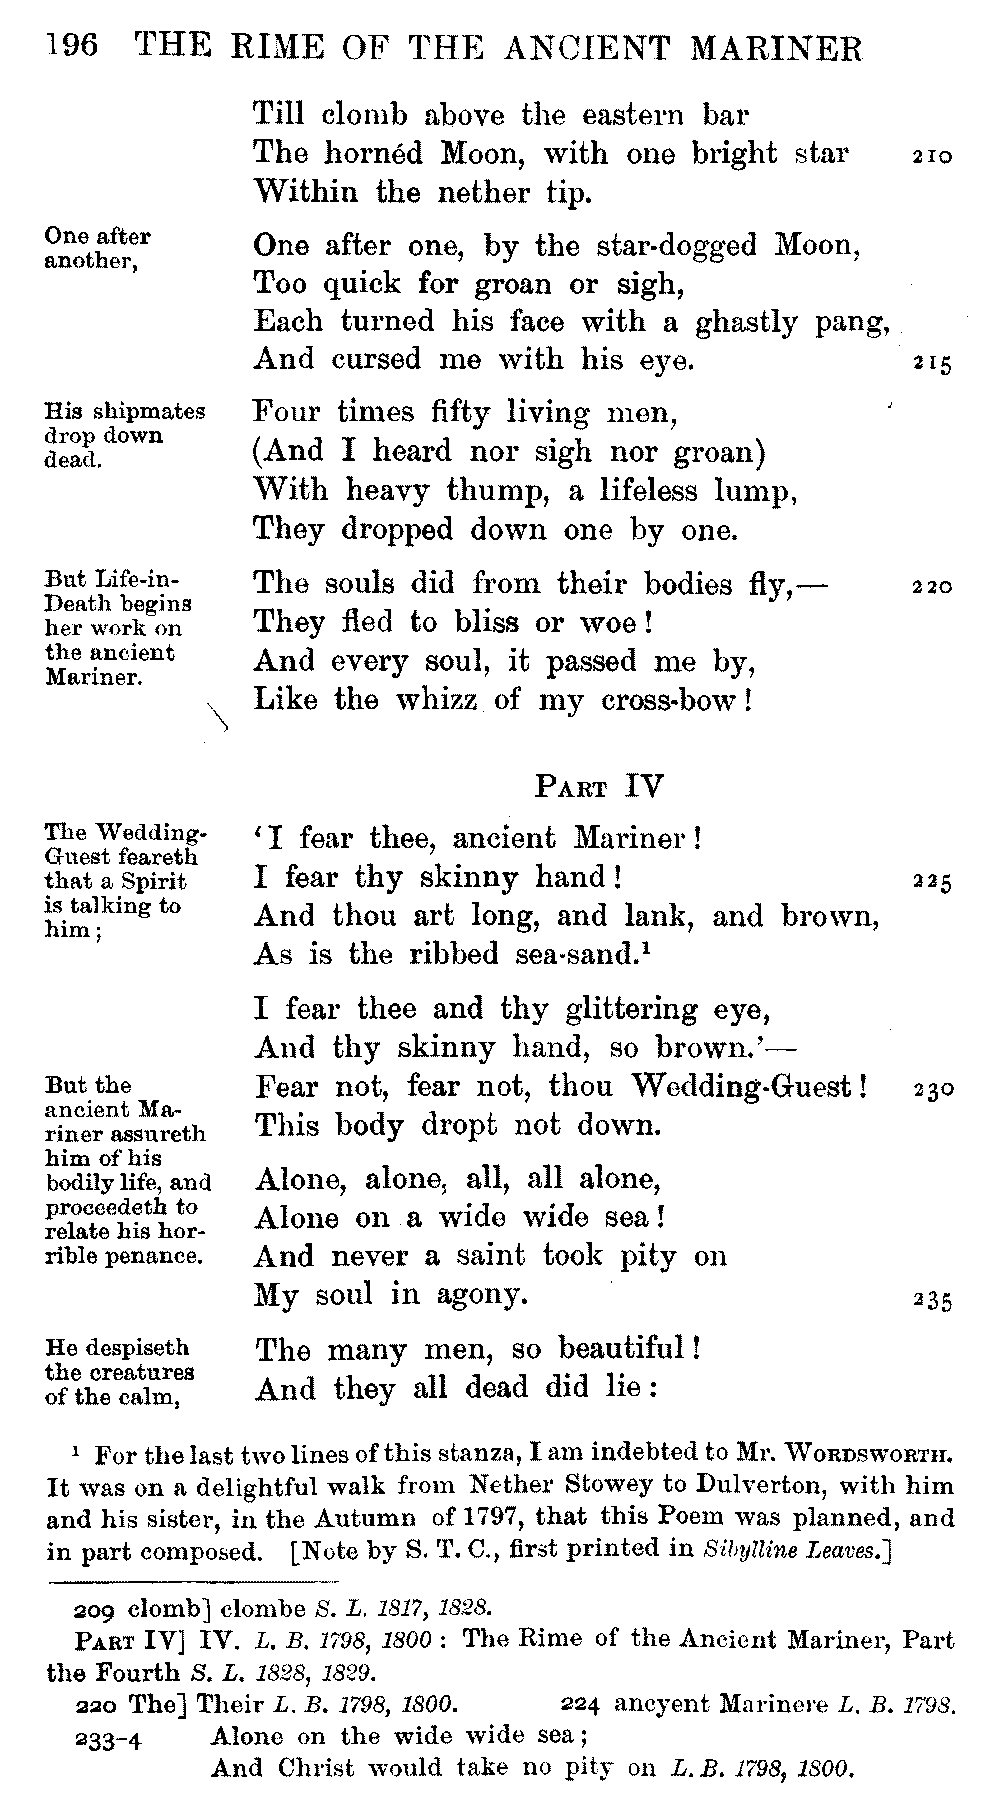 196 THE RIME OF THE ANCIENT MARINER
Till clomb above the eastern bar
The hornéd Moon, with one bright star 210
Within the nether tip.
One after
another,
One after one, by the star-dogged Moon,
Too quick for groan or sigh,
Each turned his face with a ghastly pang,
And cursed me with his eye. 215
His shipmates
drop down
dead.
Four times fifty living men,
(And I heard nor sigh nor groan)
With heavy thump, a lifeless lump,
They dropped down one by one.
But Life-in-
Death begins
her work on
the ancient
Mariner.
The souls did from their bodies fly,— 220
They fled to bliss or woe!
And every soul, it passed me by,
Like the whizz of my cross-bow!
PART IV
The Wedding-
Guest feareth
that a Spirit
is talking to
him;
‘I fear thee, ancient Mariner!
I fear thy skinny hand! 225
And thou art long, and lank, and brown,
As is the ribbed sea-sand.¹
I fear thee and thy glittering eye,
And thy skinny hand, so brown.’—
Fear not, fear not, thou Wedding-Guest! 230
This body dropt not down.
But the
ancient Ma-
riner assureth
him of his
bodily life, and
proceedeth to
relate his hor-
rible penance.
Alone, alone, all, all alone,
Alone on a wide wide sea!
And never a saint took pity on
My soul in agony. 235
He despiseth
the creatures
of the calm,
The many men, so beautiful!
And they all dead did lie:
¹ For the last two lines of this stanza, I am indebted to Mr. WORDSWORTH.
It was on a delightful walk from Nether Stowey to Dulverton, with him
and his sister, in the Autumn of 1797, that this Poem was planned, and
in part composed. [Note by S. T. C., first printed in Sibylline Leaves.]
209 clomb] clombe S. L. 1817, 1828.
PART IV] IV. L. B. 1798, 1800: The Rime of the Ancient Mariner, Part
the Fourth S. L. 1828, 1829.
220 The] Their L. B. 1798, 1800. 224 ancyent Marinere L. B. 1798.
233-4 Alone on the wide wide sea;
And Christ would take no pity on L. B. 1798, 1800.